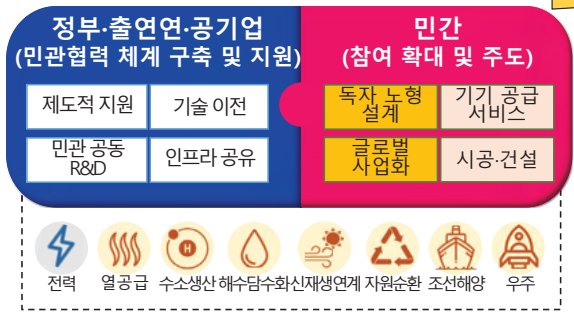 정부·출연연·공기업
(민관협력 체계 구축 및 지원)
제도적 지원
기술 이전
민관 공동
R&D
인프라 공유
민간
(참여 확대 및 주도)
독자 노형
설계
기기 공급
서비스
글로벌
사업화
시공·건설
H
전력
열공급
수소생산
해수담수화
신재생연계
자원순환
조선해양
우주